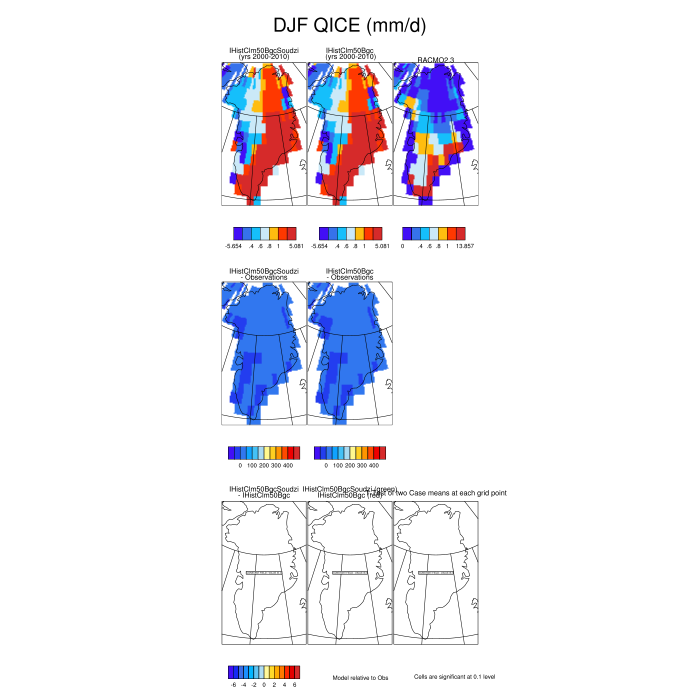 DJF QICE (mm/d)
IHistClm50BgcSoudzi
(yrs 2000-2010)
IHistClm50Bgc
(yrs 2000-2010)
RACMO2.3
-5.654 .4 .6 .8 1 5.081
-5.654 .4 .6 .8 1 5.081
0 .4 .6 .8 1 13.857
IHistClm50BgcSoudzi
- Observations
IHistClm50Bgc
- Observations
0 100 200 300 400
0 100 200 300 400
IHistClm50BgcSoudzi
- IHistClm50Bgc
IHistClm50BgcSoudzi (green)
IHistClm50Bgc (red)
of two Case means at each grid point
-6 -4 -2 0 2 4 6
Model relative to Obs
Cells are significant at 0.1 level